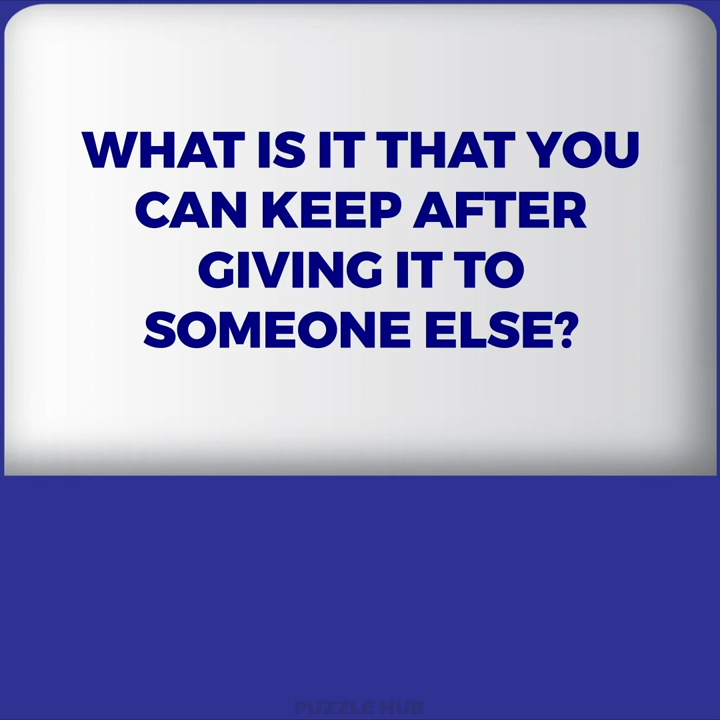 WHAT IS IT THAT YOU
CAN KEEP AFTER
GIVING IT TO
SOMEONE ELSE?
PUZZLE HUB